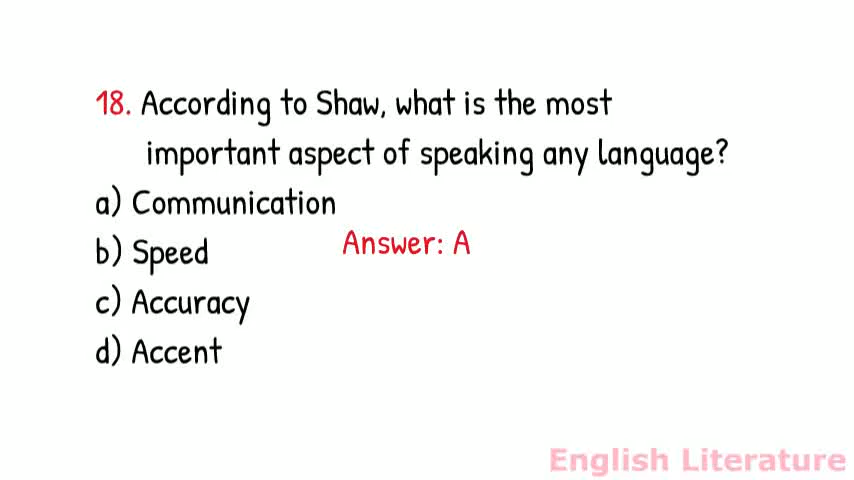 18. According to Shaw, what is the most
important aspect of speaking any language?
a) Communication
b) Speed
Answer: A
c) Accuracy
d) Accent
English Literature